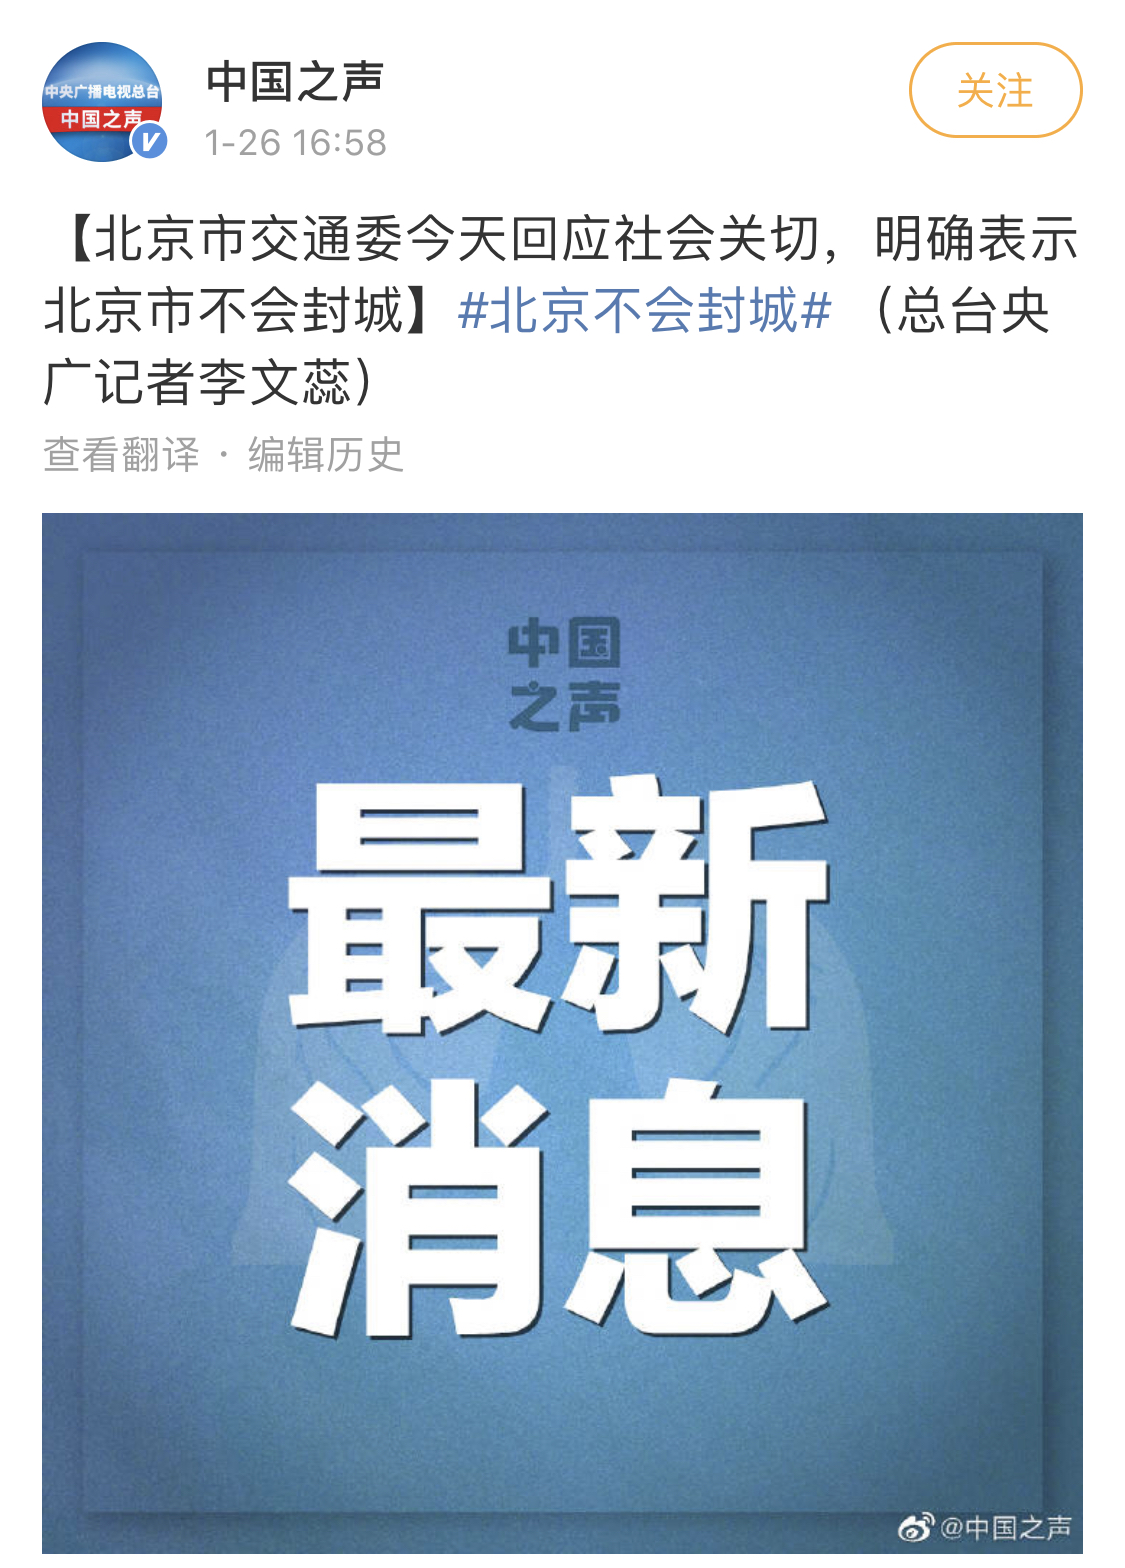 中央广播电视总台
中国之声
V
中国之声
1-26 16:58
关注
【北京市交通委今天回应社会关切，明确表示
北京市不会封城】#北京不会封城# （总台央
广记者李文蕊）
查看翻译 · 编辑历史
中国
之声
最新
消息
@中国之声